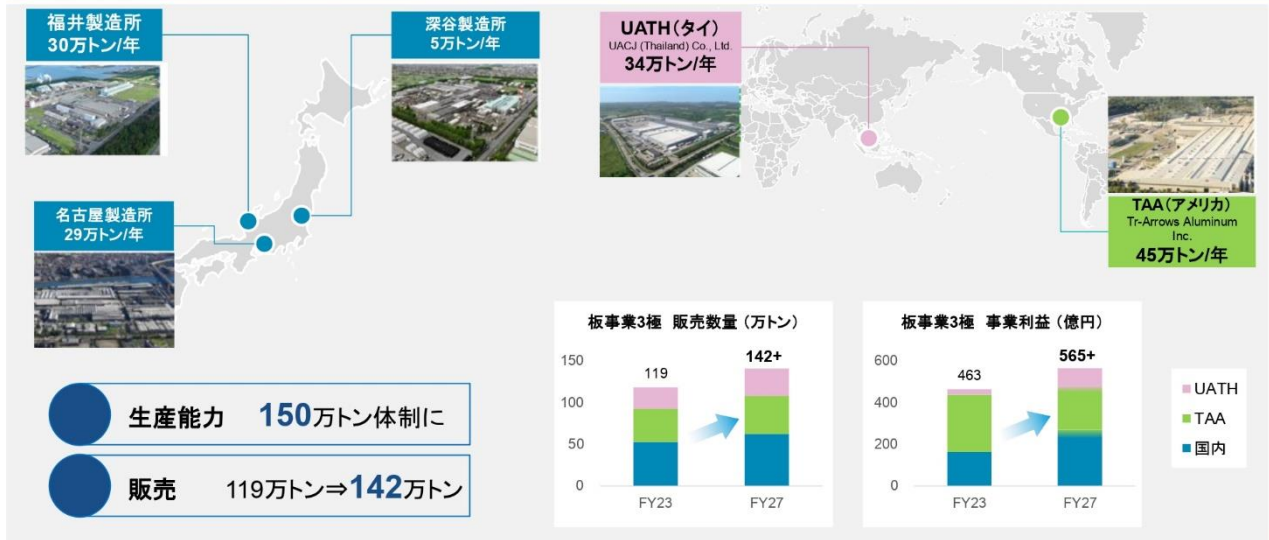 福井製造所
30万トン/年
深谷製造所
5万トン/年
名古屋製造所
29万トン/年
UATH(タイ)
UACJ (Thailand) Co., Ltd.
34万トン/年
TAA(アメリカ)
Tr-Arrows Aluminum
Inc.
45万トン/年
生産能力 150万トン体制に
販売 119万トン⇒142万トン
板事業3極 販売数量(万トン)
150
100
50
0
119
142+
FY23
FY27
板事業3極 事業利益(億円)
600
400
200
0
463
565+
FY23
FY27
UATH
TAA
国内